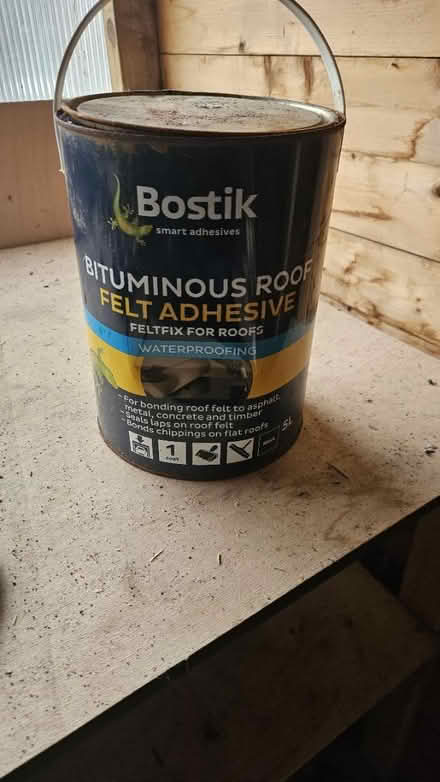 Bostik
smart adhesives
BITUMINOUS ROOF
FELT ADHESIVE
FELTFIX FOR ROOFS
WATERPROOFING
- For bonding roof felt to asphalt,
metal, concrete and timber
- Seals laps on roof felt
- Bonds chippings on flat roofs
1
COAT
5L